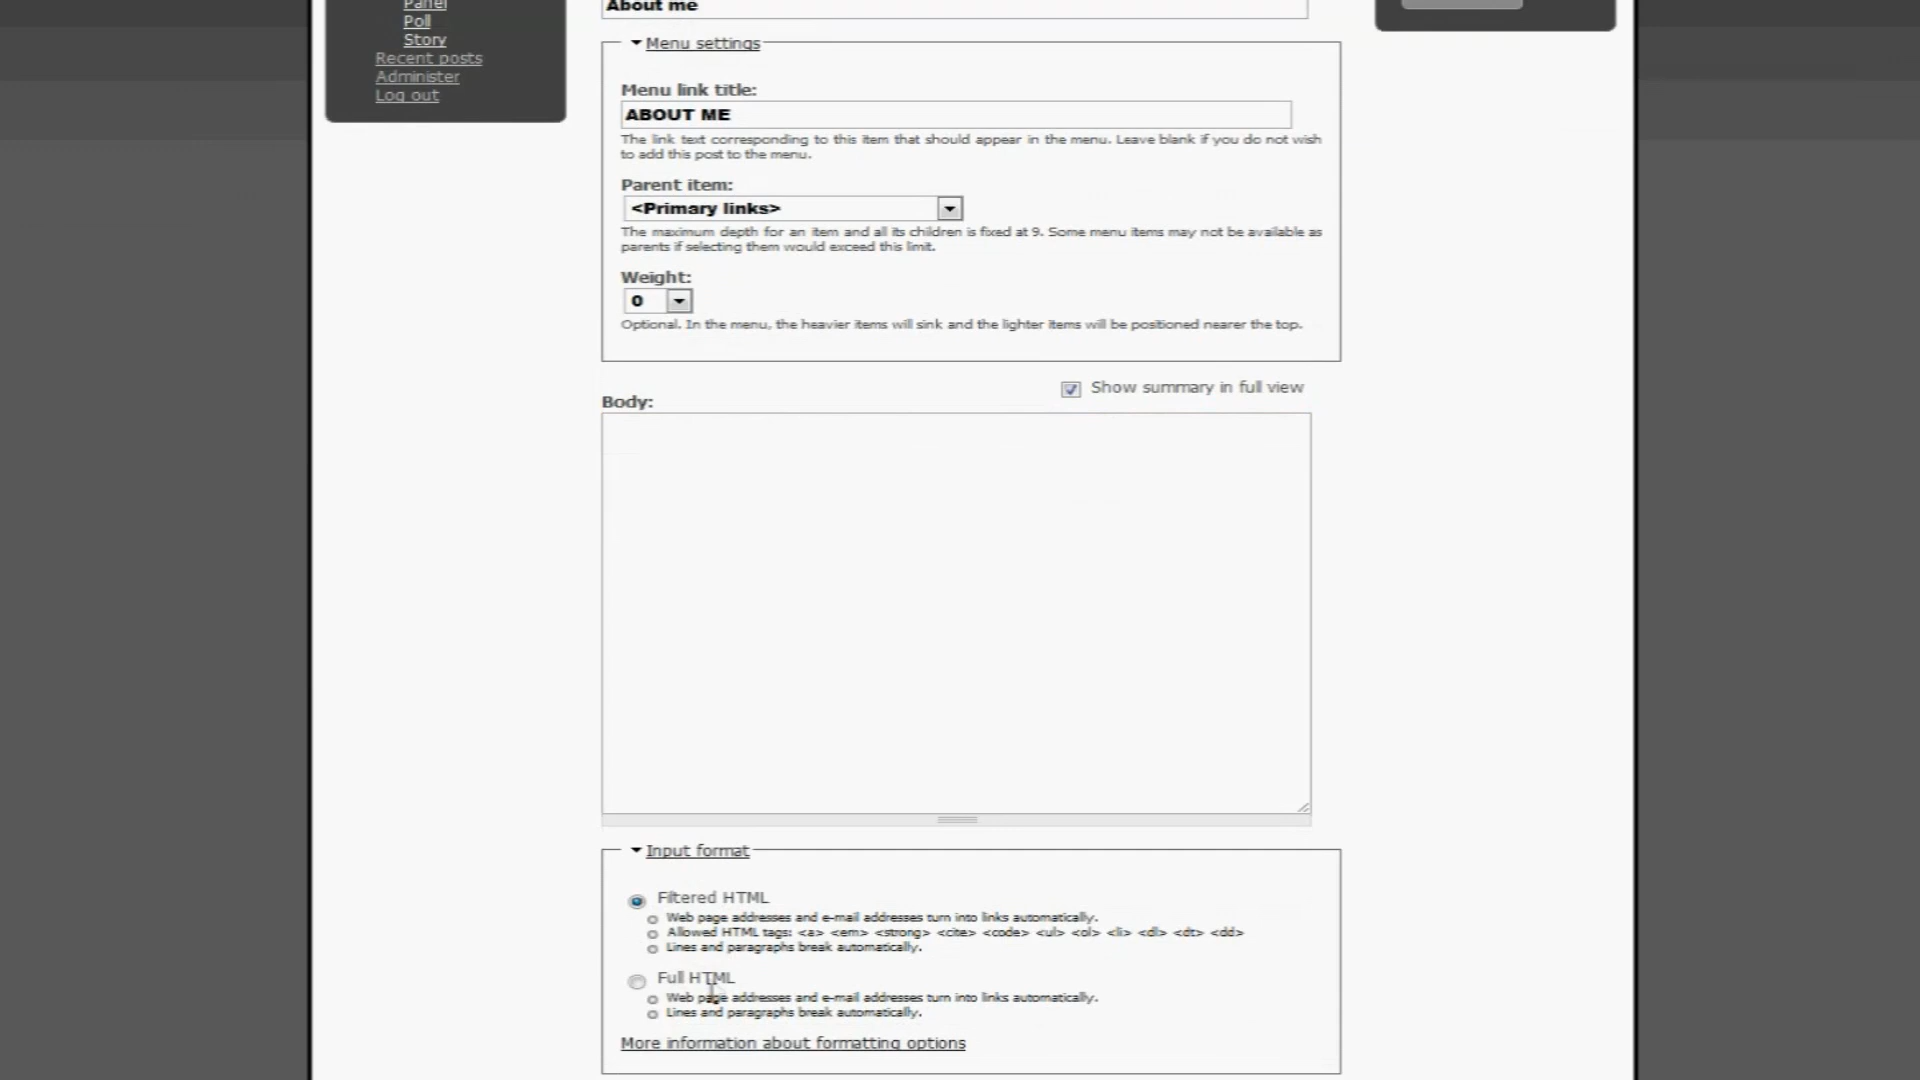 Panel
Poll
Story
Recent posts
Administer
Log out
About me
Menu settings
Menu link title:
ABOUT ME
The link text corresponding to this item that should appear in the menu. Leave blank if you do not wish
to add this post to the menu.
Parent item:
<Primary links>
The maximum depth for an item and all its children is fixed at 9. Some menu items may not be available as
parents if selecting them would exceed this limit.
Weight:
0
Optional. In the menu, the heavier items will sink and the lighter items will be positioned nearer the top.
Show summary in full view
Body:
Input format
Filtered HTML
Web page addresses and e-mail addresses turn into links automatically.
Allowed HTML tags: <a> <em> <strong> <cite> <code> <ul> <ol> <li> <dl> <dt> <dd>
Lines and paragraphs break automatically.
Full HTML
Web page addresses and e-mail addresses turn into links automatically.
Lines and paragraphs break automatically.
More information about formatting options